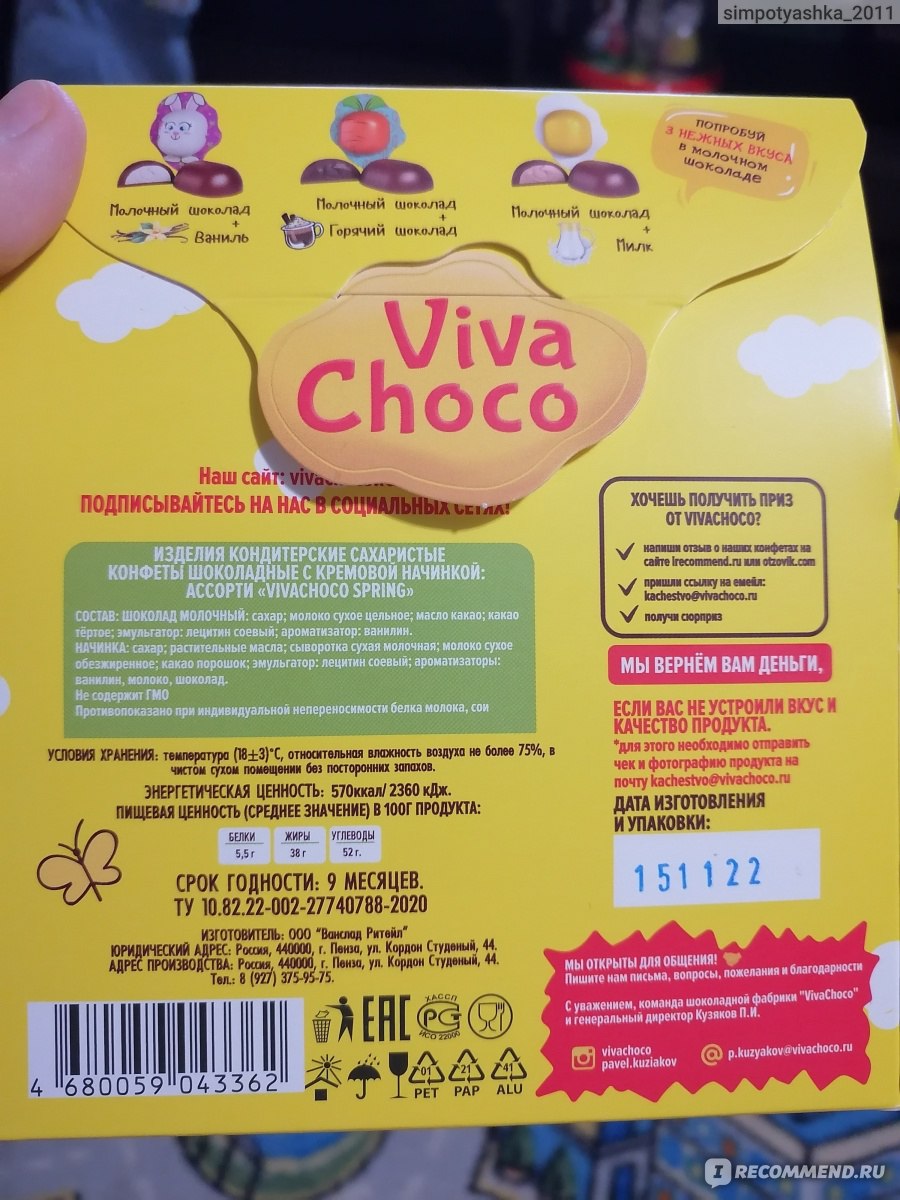 simpotyashka_2011
ПОПРОБУЙ
3 НЕЖНЫХ ВКУСА
В МОЛОЧНОМ
ШОКОЛАДЕ
Молочный шоколад
+
Ваниль
Молочный шоколад
+
Горячий шоколад
Молочный шоколад
+
Милк
Viva
Choco
Наш сайт:
ПОДПИСЫВАЙТЕСЬ НА НАС В СОЦИАЛЬНЫХ СЕТЯХ!
ИЗДЕЛИЯ КОНДИТЕРСКИЕ САХАРИСТЫЕ
КОНФЕТЫ ШОКОЛАДНЫЕ С КРЕМОВОЙ НАЧИНКОЙ:
АССОРТИ «VIVACHOCO SPRING»
СОСТАВ: ШОКОЛАД МОЛОЧНЫЙ: сахар; молоко сухое цельное; масло какао; какао
тёртое; эмульгатор: лецитин соевый; ароматизатор: ванилин.
НАЧИНКА: сахар; растительные масла; сыворотка сухая молочная; молоко сухое
обезжиренное; какао порошок; эмульгатор: лецитин соевый; ароматизаторы:
ванилин, молоко, шоколад.
Не содержит ГМО
Противопоказано при индивидуальной непереносимости белка молока, сои
УСЛОВИЯ ХРАНЕНИЯ: температура (18±3)°С, относительная влажность воздуха не более 75%, в
чистом сухом помещении без посторонних запахов.
ЭНЕРГЕТИЧЕСКАЯ ЦЕННОСТЬ: 570ккал/ 2360 кДж.
ПИЩЕВАЯ ЦЕННОСТЬ (СРЕДНЕЕ ЗНАЧЕНИЕ) В 100Г ПРОДУКТА:
БЕЛКИ ЖИРЫ УГЛЕВОДЫ
5,5 г 38 г 52 г.
СРОК ГОДНОСТИ: 9 МЕСЯЦЕВ.
ТУ 10.82.22-002-27740788-2020
ИЗГОТОВИТЕЛЬ: ООО "Ванслад Ритейл"
ЮРИДИЧЕСКИЙ АДРЕС: Россия, 440000, г. Пенза, ул. Кордон Студеный, 44.
АДРЕС ПРОИЗВОДСТВА: Россия, 440000, г. Пенза, ул. Кордон Студеный, 44.
Тел.: 8 (927) 375-95-75.
4 680059 043362
EAC
ХАССП
PG
ИСО 22000
01
PET
21
PAP
41
ALU
ХОЧЕШЬ ПОЛУЧИТЬ ПРИЗ
ОТ VIVACHOCO?
напиши отзыв о наших конфетах на
сайте irecommend.ru или otzovik.com
пришли ссылку на емейл:
kachestvo@vivachoco.ru
получи сюрприз
МЫ ВЕРНЁМ ВАМ ДЕНЬГИ,
ЕСЛИ ВАС НЕ УСТРОИЛИ ВКУС И
КАЧЕСТВО ПРОДУКТА.
*для этого необходимо отправить
чек и фотографию продукта на
почту kachestvo@vivachoco.ru
ДАТА ИЗГОТОВЛЕНИЯ
И УПАКОВКИ:
151122
МЫ ОТКРЫТЫ ДЛЯ ОБЩЕНИЯ!
Пишите нам письма, вопросы, пожелания и благодарности
С уважением, команда шоколадной фабрики "VivaChoco"
и генеральный директор Кузяков П.И.
vivachoco
pavel.kuziakov
p.kuzyakov@vivachoco.ru
IRECOMMEND.RU